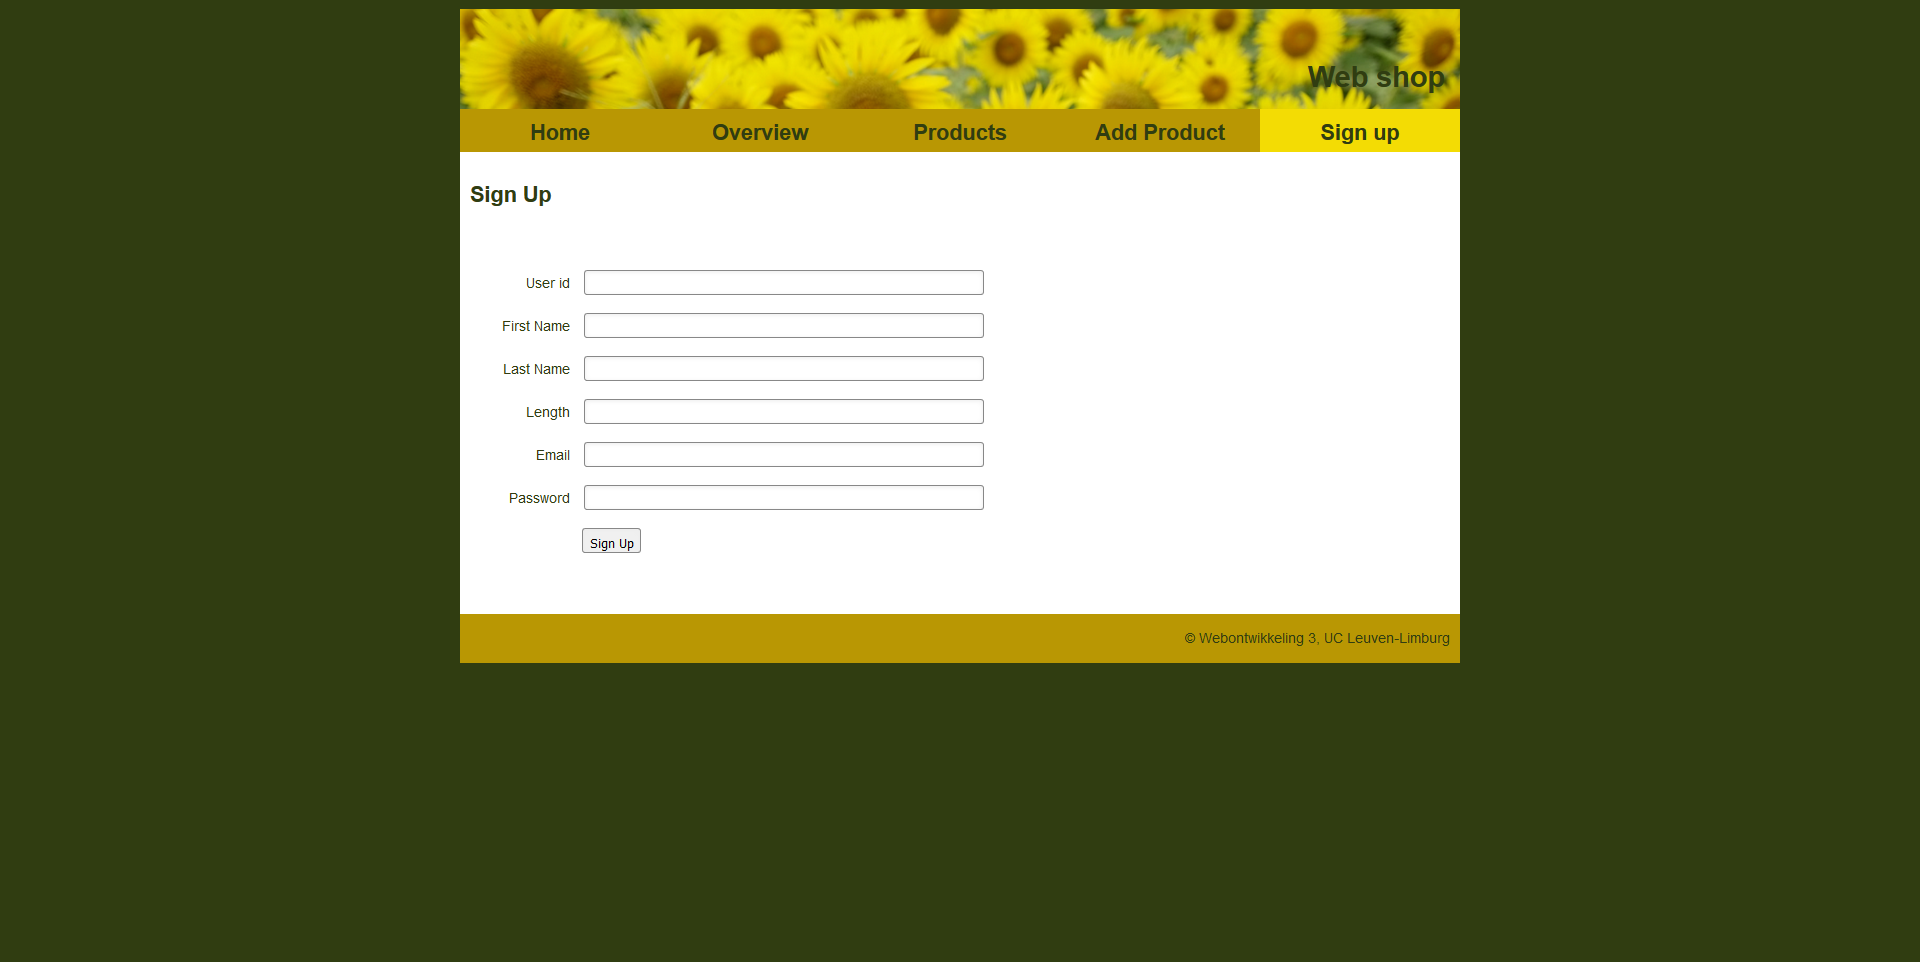 Web shop
Home Overview Products Add Product Sign up
Sign Up
User id
First Name
Last Name
Length
Email
Password
Sign Up
© Webontwikkeling 3, UC Leuven-Limburg